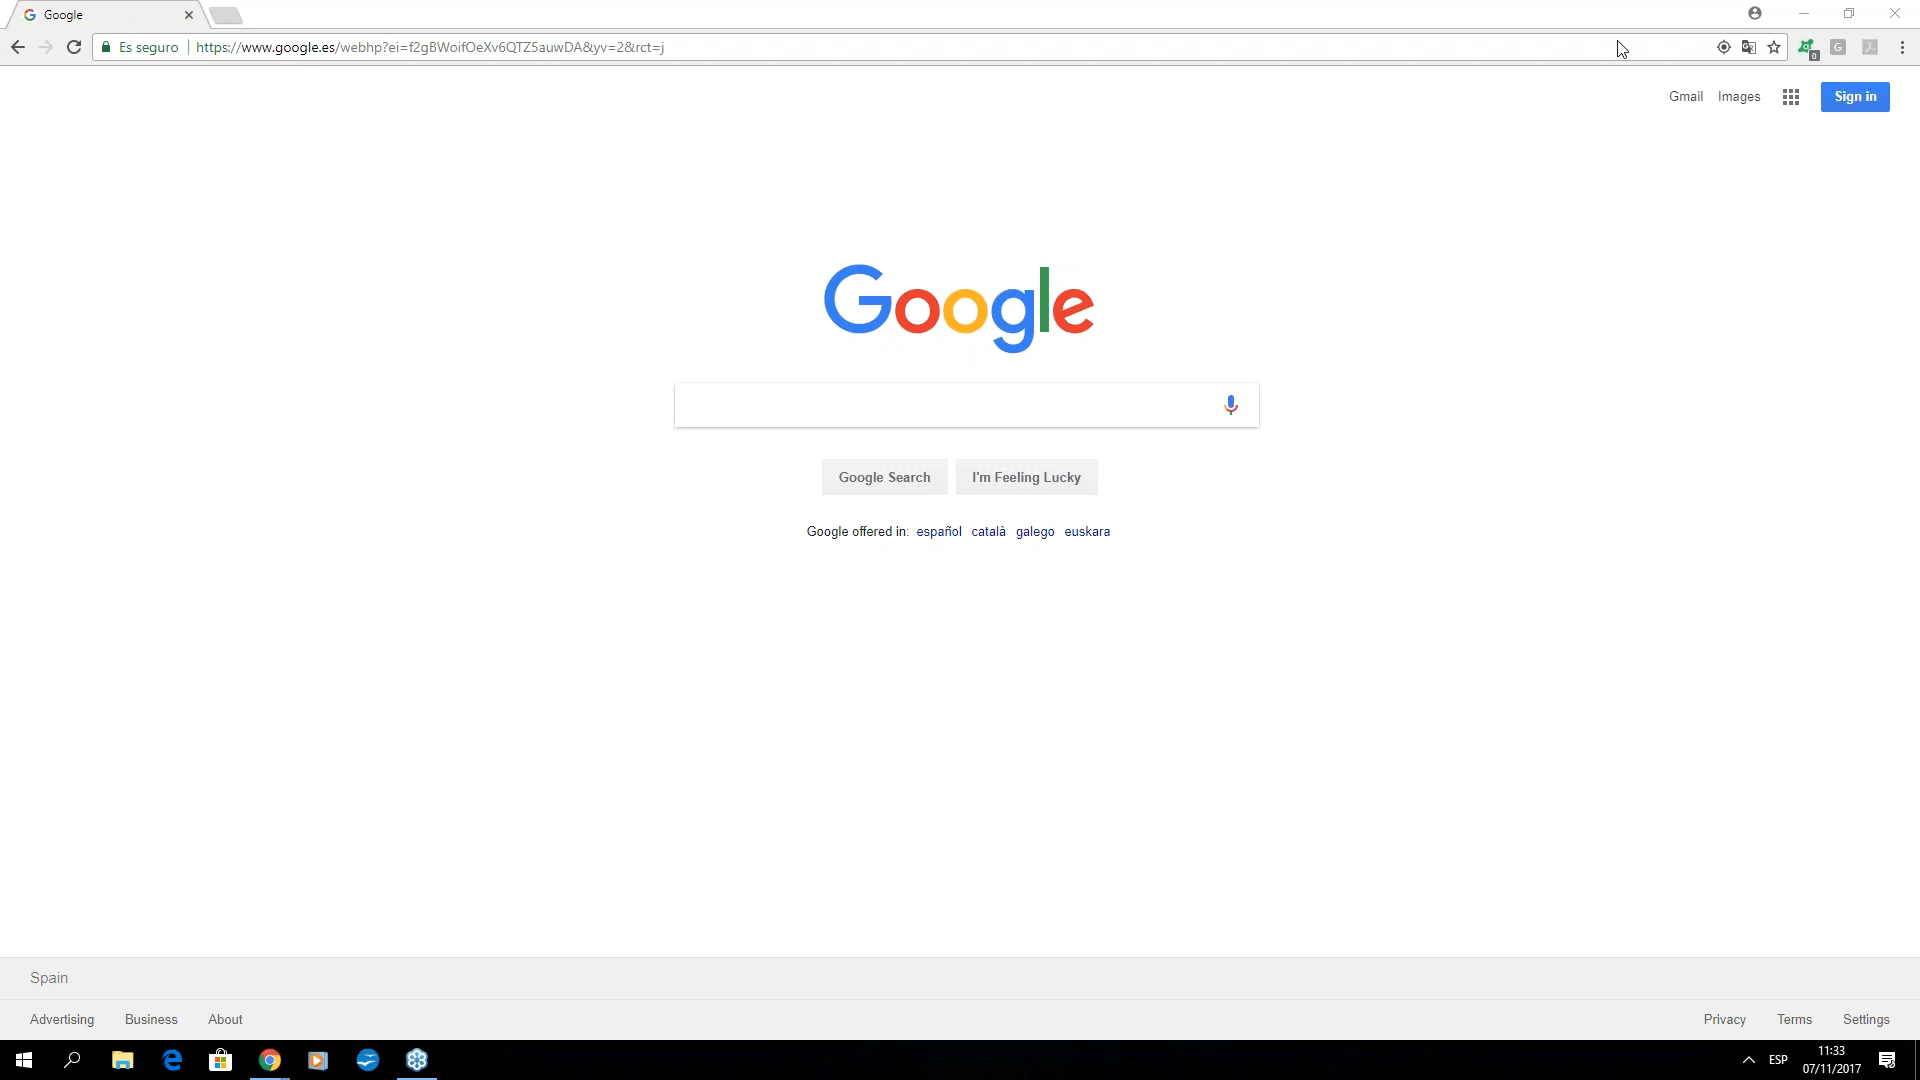 Google
Es seguro https://www.google.es/webhp?ei=f2gBWoifOeXv6QTZ5auwDA&yv=2&rct=j
0
G
Gmail Images Sign in
Google
Google Search I'm Feeling Lucky
Google offered in: español català galego euskara
Spain
Advertising Business About Privacy Terms Settings
ESP
11:33
07/11/2017